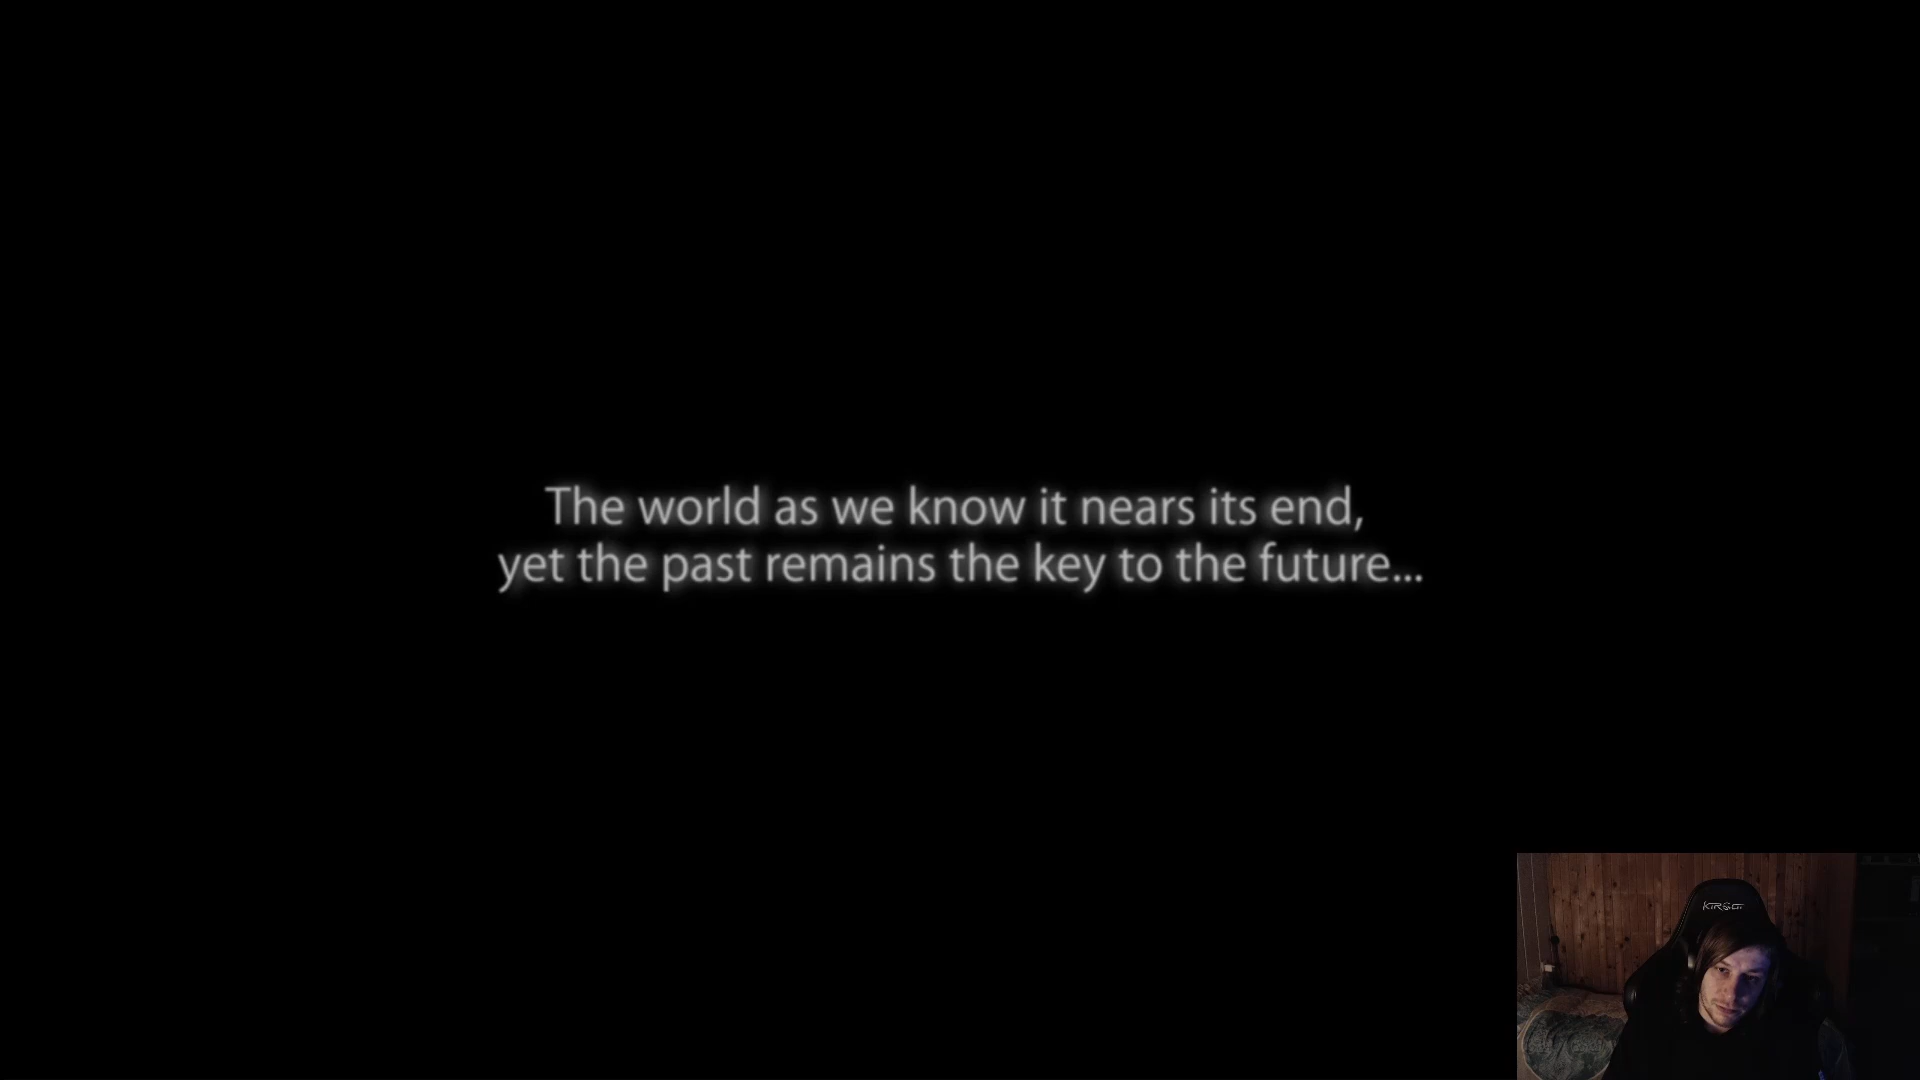 The world as we know it nears its end,
yet the past remains the key to the future...